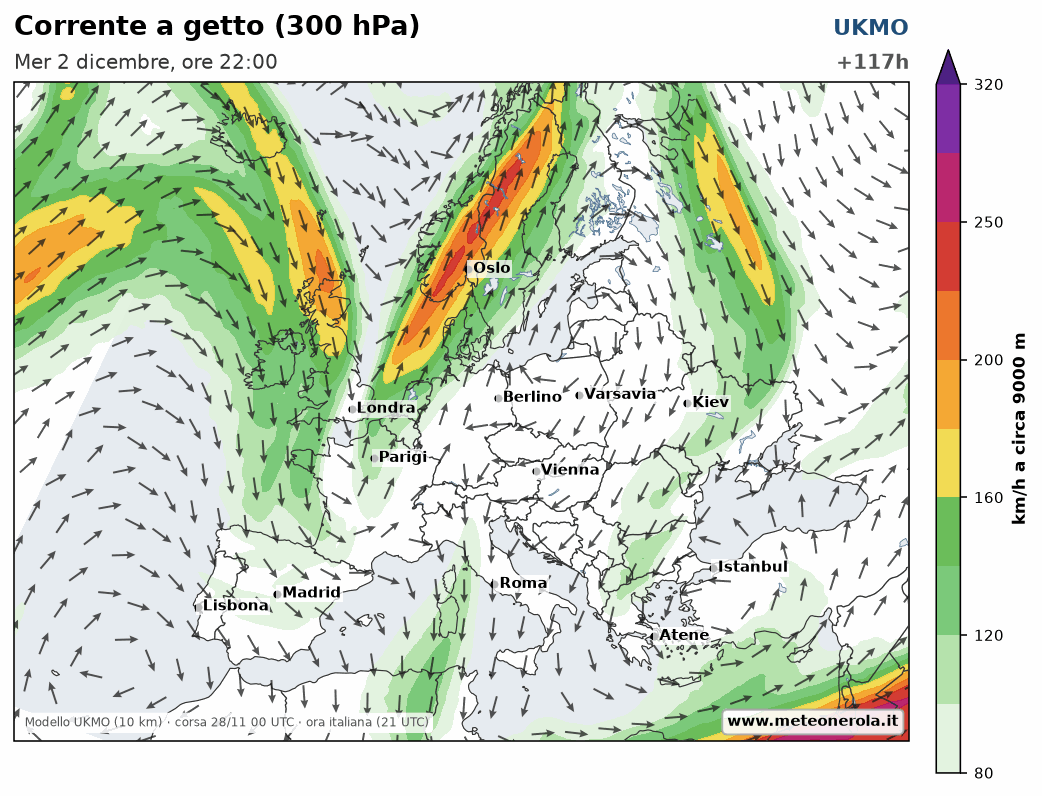 Corrente a getto (300 hPa)
UKMO
Mer 2 dicembre, ore 22:00
+117h
320
250
200
160
120
80
km/h a circa 9000 m
Oslo
Londra
Berlino
Varsavia
Kiev
Parigi
Vienna
Istanbul
Roma
Madrid
Lisbona
Atene
Modello UKMO (10 km) · corsa 28/11 00 UTC · ora italiana (21 UTC)
www.meteonerola.it